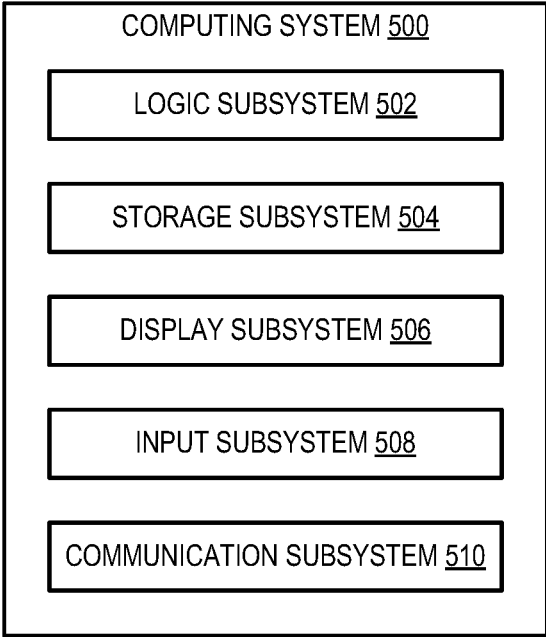 COMPUTING SYSTEM 500
LOGIC SUBSYSTEM 502
STORAGE SUBSYSTEM 504
DISPLAY SUBSYSTEM 506
INPUT SUBSYSTEM 508
COMMUNICATION SUBSYSTEM 510